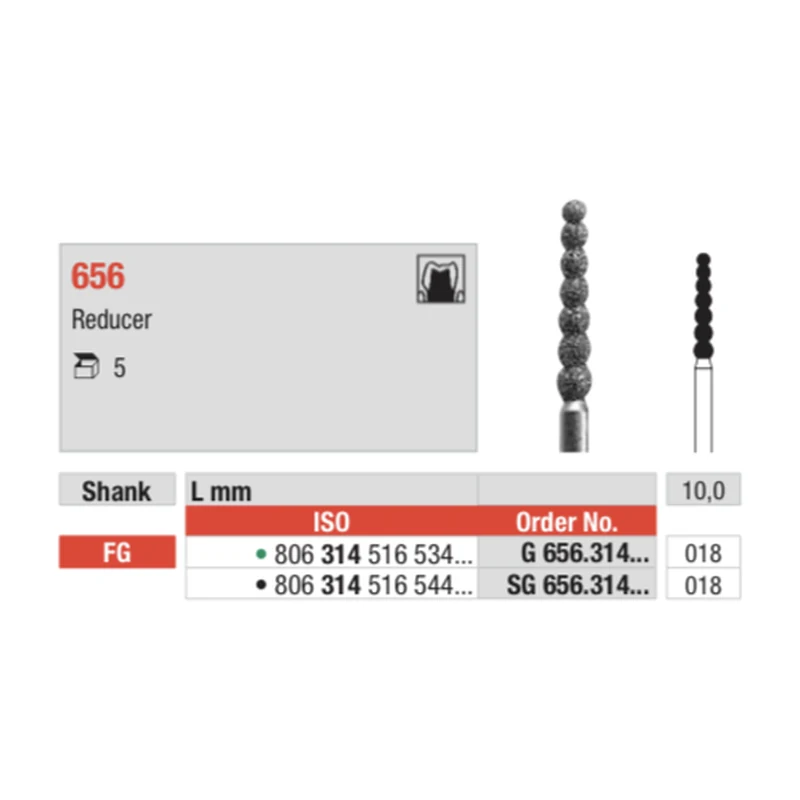 656
Reducer
5
Shank L mm 10,0
ISO Order No.
FG • 806 314 516 534... G 656.314... 018
• 806 314 516 544... SG 656.314... 018